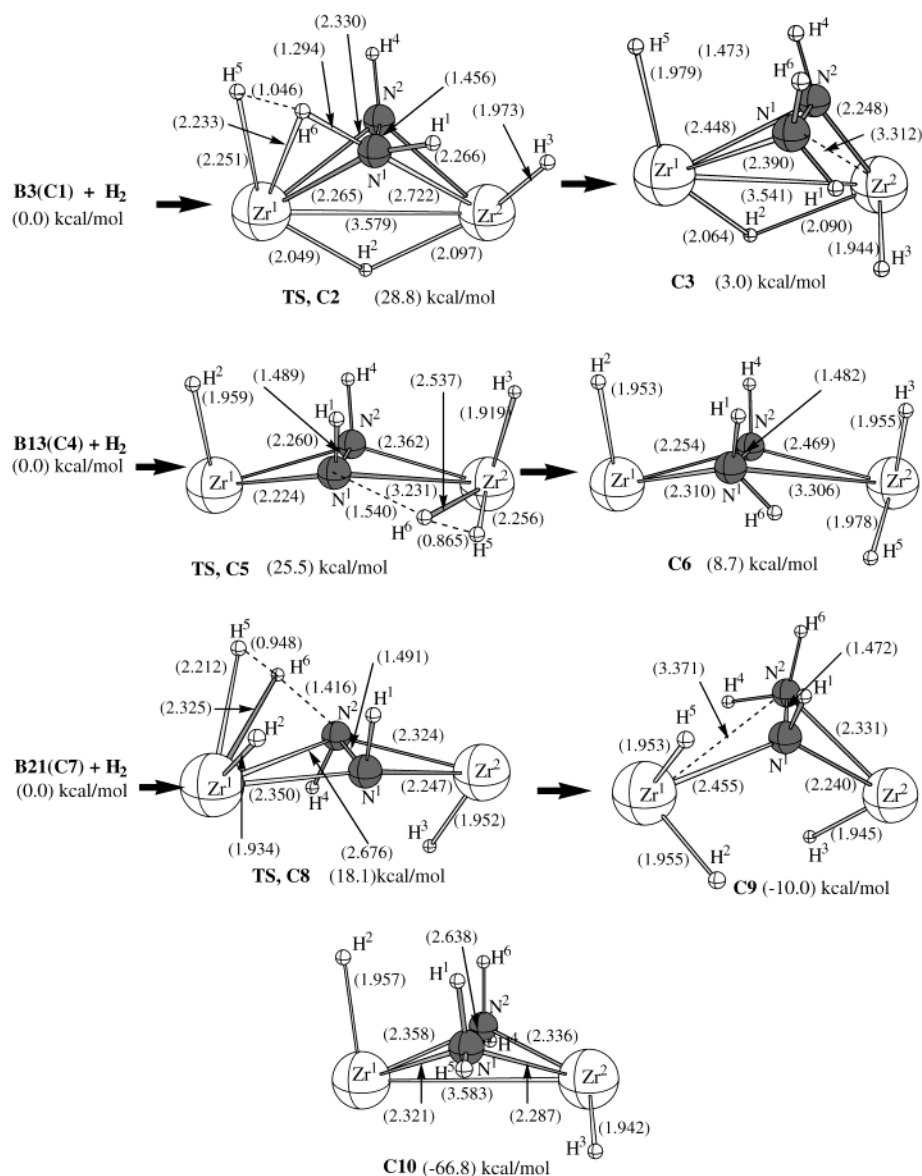 (2.330)
(1.294)
H⁴
(1.473)
H⁴
H⁵
H⁵
(1.046)
N²
(1.456)
(1.979)
H⁶
N²
(2.233)
H⁶
H¹
(1.973)
N¹
(2.248)
(2.251)
N¹
(2.266)
H³
(2.448)
(3.312)
B3(C1) + H₂
(0.0) kcal/mol
(2.265)
(2.722)
(2.390)
Zr¹
Zr²
Zr¹
Zr²
(3.579)
(3.541)
H¹
H²
H²
(2.049)
(2.097)
(2.064)
(2.090)
(1.944)
H³
TS, C2 (28.8) kcal/mol
C3 (3.0) kcal/mol
H²
(1.489)
H⁴
(2.537)
H³
H²
H⁴
(1.482)
H³
(1.959)
H¹
N²
(1.919)
(1.953)
H¹
N²
(1.955)
B13(C4) + H₂
(0.0) kcal/mol
(2.260)
(2.362)
(2.254)
(2.469)
Zr¹
Zr²
Zr¹
Zr²
(2.224)
N¹
(3.231)
(2.310)
N¹
(3.306)
(1.540)
(2.256)
H⁶
(1.978)
H⁶
(0.865)
H⁵
H⁵
TS, C5 (25.5) kcal/mol
C6 (8.7) kcal/mol
H⁵
(0.948)
H⁶
(1.491)
(1.472)
(2.212)
H⁶
(3.371)
N²
(1.416)
H¹
H⁴
H¹
(2.325)
N²
H⁵
H²
(2.324)
(2.331)
B21(C7) + H₂
(0.0) kcal/mol
(1.953)
N¹
Zr¹
Zr²
Zr¹
Zr²
(2.350)
H⁴
N¹
(2.247)
(2.455)
(2.240)
H³
(1.952)
H³
(1.945)
(1.934)
(2.676)
(1.955)
H²
TS, C8 (18.1)kcal/mol
C9 (-10.0) kcal/mol
H²
(2.638)
H⁶
(1.957)
H¹
N²
(2.358)
H⁴
(2.336)
Zr¹
H⁵
N¹
Zr²
(3.583)
(2.321)
(2.287)
(1.942)
H³
C10 (-66.8) kcal/mol